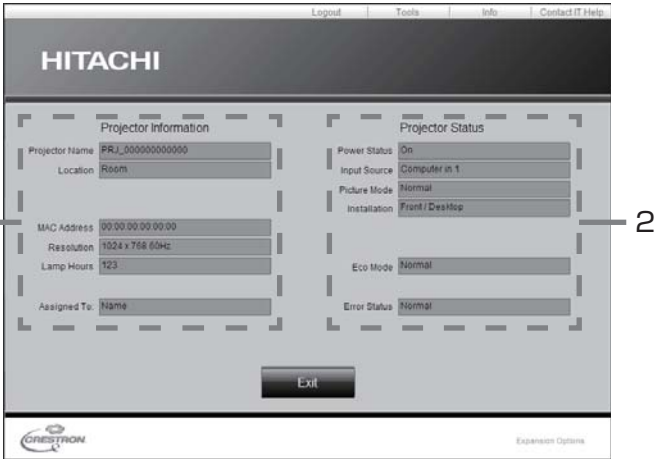 Logout Tools Info Contact IT Help
HITACHI
Projector Information
Projector Name PRJ_000000000000
Location Room
MAC Address 00:00:00:00:00:00
Resolution 1024 x 768 60Hz
Lamp Hours 123
Assigned To: Name
Projector Status
Power Status On
Input Source Computer in 1
Picture Mode Normal
Installation Front / Desktop
Eco Mode Normal
Error Status Normal
2
Exit
CRESTRON
Expansion Options